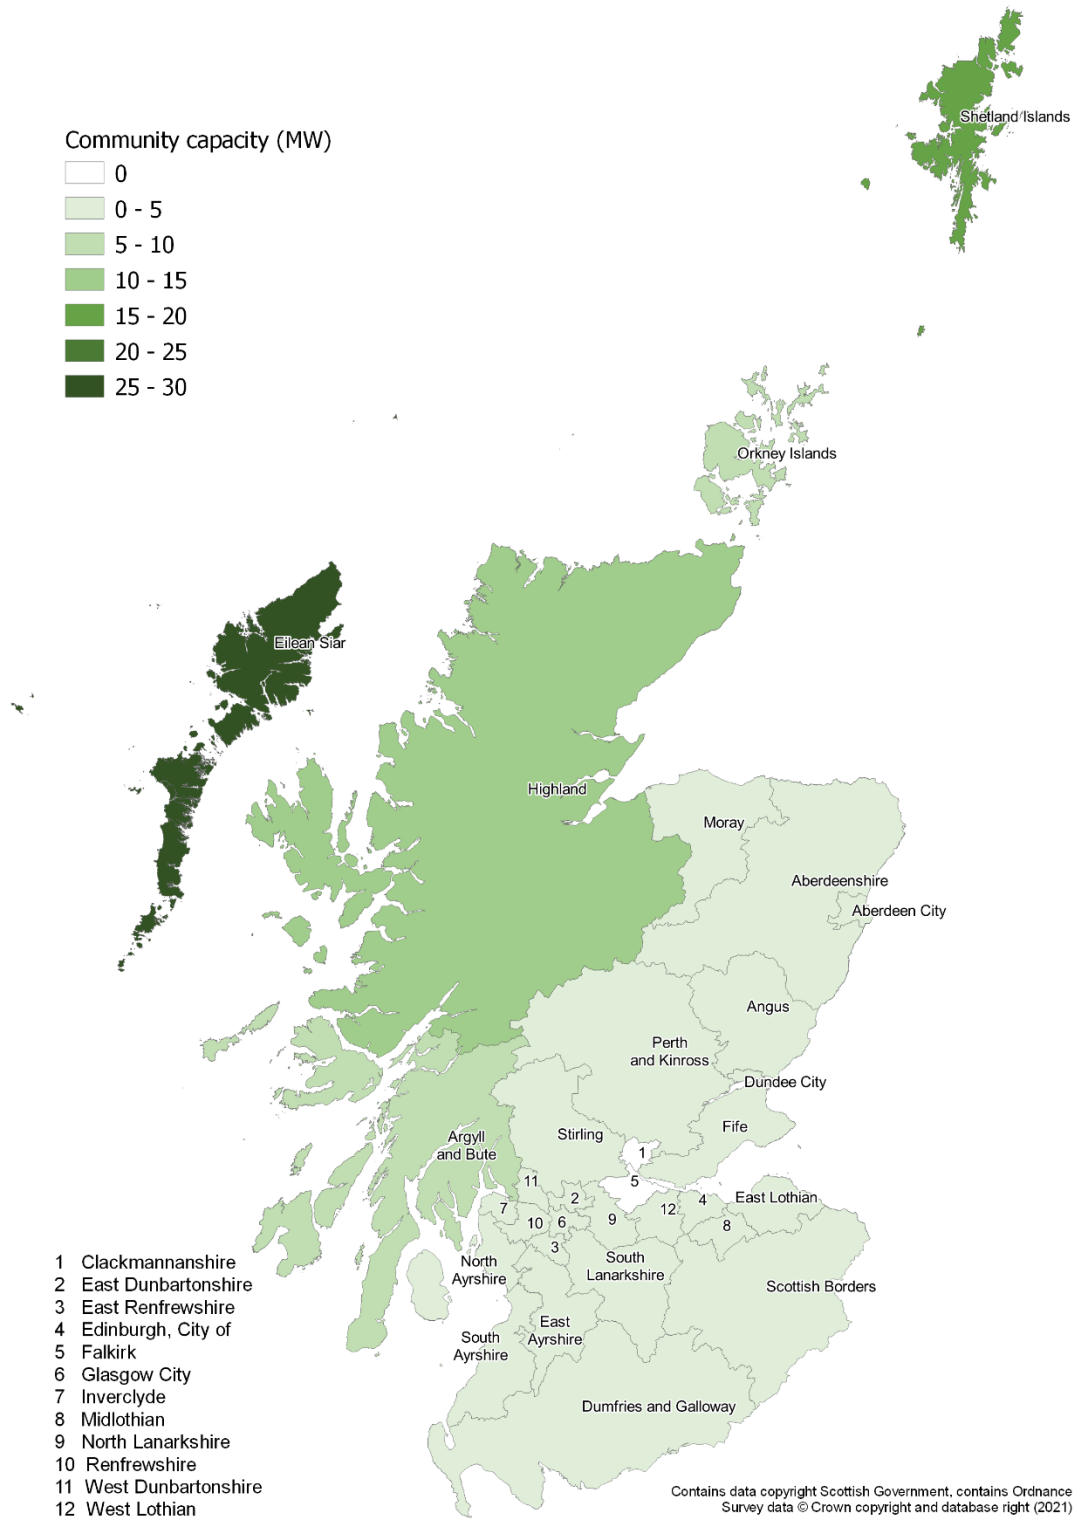 Shetland Islands
Community capacity (MW)
0
0 - 5
5 - 10
10 - 15
15 - 20
20 - 25
25 - 30
Orkney Islands
Eilean Siar
Highland
Moray
Aberdeenshire
Aberdeen City
Angus
Perth
and Kinross
Dundee City
Fife
Stirling
Argyll
and Bute
1
5
11
2
4
East Lothian
7
12
9
10
6
8
3
North
Ayrshire
South
Lanarkshire
Scottish Borders
East
Ayrshire
South
Ayrshire
Dumfries and Galloway
1 Clackmannanshire
2 East Dunbartonshire
3 East Renfrewshire
4 Edinburgh, City of
5 Falkirk
6 Glasgow City
7 Inverclyde
8 Midlothian
9 North Lanarkshire
10 Renfrewshire
11 West Dunbartonshire
12 West Lothian
Contains data copyright Scottish Government, contains Ordnance
Survey data © Crown copyright and database right (2021)